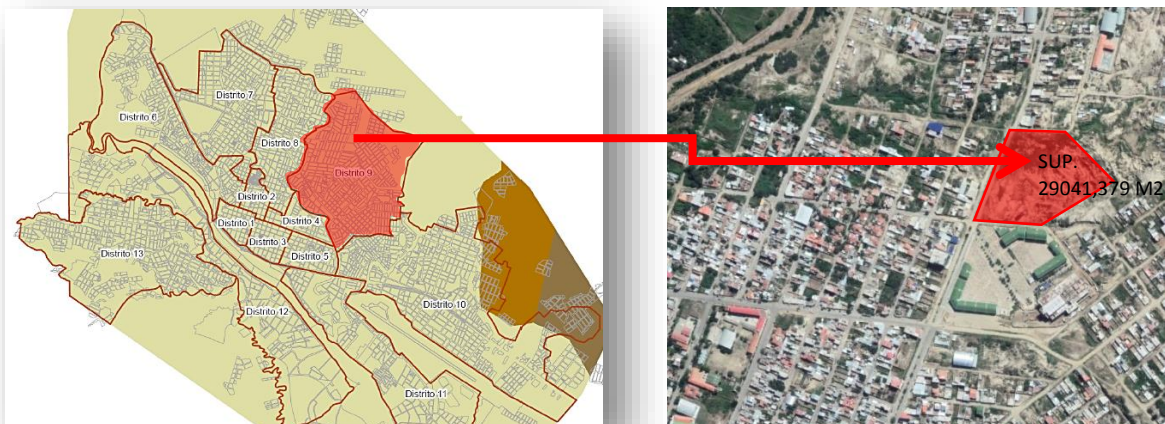 Distrito 7
Distrito 6
Distrito 8
Distrito 9
Distrito 2
Distrito 1
Distrito 4
Distrito 3
Distrito 5
Distrito 13
Distrito 10
Distrito 12
Distrito 11
SUP.
29041,379 M2